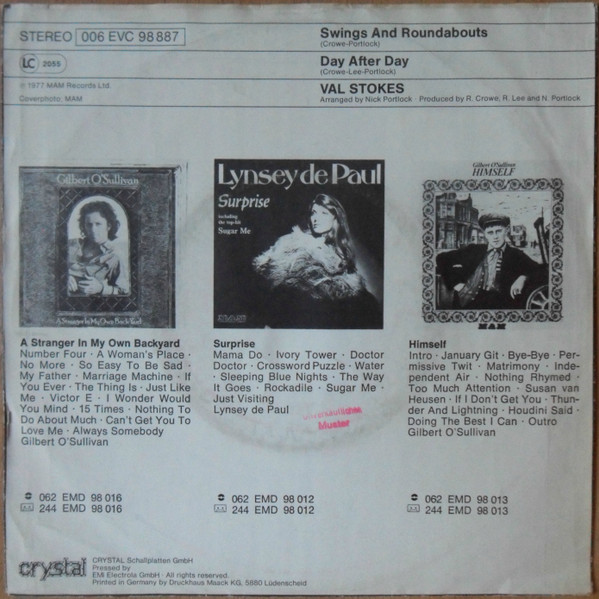 STEREO 006 EVC 98 887
LC 2055
℗ 1977 MAM Records Ltd.
Coverphoto: MAM
Swings And Roundabouts
(Crowe-Portlock)
Day After Day
(Crowe-Lee-Portlock)
VAL STOKES
Arranged by Nick Portlock · Produced by R. Crowe, R. Lee and N. Portlock
Gilbert O'Sullivan
A Stranger In My Own Back Yard
Lynsey de Paul
Surprise
including
the top-hit
Sugar Me
Gilbert O'Sullivan
HIMSELF
MAM
A Stranger In My Own Backyard
Number Four · A Woman's Place ·
No More · So Easy To Be Sad ·
My Father · Marriage Machine · If
You Ever · The Thing Is · Just Like
Me · Victor E · I Wonder Would
You Mind · 15 Times · Nothing To
Do About Much · Can't Get You To
Love Me · Always Somebody
Gilbert O'Sullivan
062 EMD 98 016
244 EMD 98 016
Surprise
Mama Do · Ivory Tower · Doctor
Doctor · Crossword Puzzle · Water
· Sleeping Blue Nights · The Way
It Goes · Rockadile · Sugar Me ·
Just Visiting
Lynsey de Paul
Muster
062 EMD 98 012
244 EMD 98 012
Himself
Intro · January Git · Bye-Bye · Per-
missive Twit · Matrimony · Inde-
pendent Air · Nothing Rhymed ·
Too Much Attention · Susan van
Heusen · If I Don't Get You · Thun-
der And Lightning · Houdini Said ·
Doing The Best I Can · Outro
Gilbert O'Sullivan
062 EMD 98 013
244 EMD 98 013
crystal
CRYSTAL Schallplatten GmbH
Pressed by
EMI Electrola GmbH · All rights reserved.
Printed in Germany by Druckhaus Maack KG, 5880 Lüdenscheid